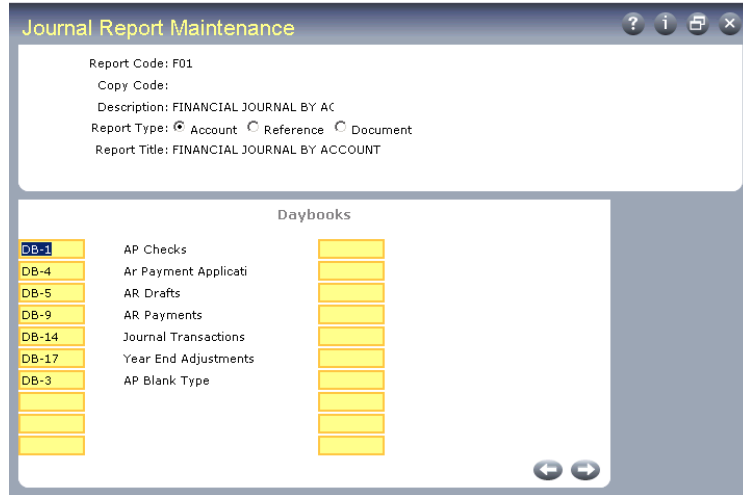 Journal Report Maintenance
Report Code: F01
Copy Code:
Description: FINANCIAL JOURNAL BY AC
Report Type: Account Reference Document
Report Title: FINANCIAL JOURNAL BY ACCOUNT
Daybooks
DB-1 AP Checks
DB-4 Ar Payment Applicati
DB-5 AR Drafts
DB-9 AR Payments
DB-14 Journal Transactions
DB-17 Year End Adjustments
DB-3 AP Blank Type